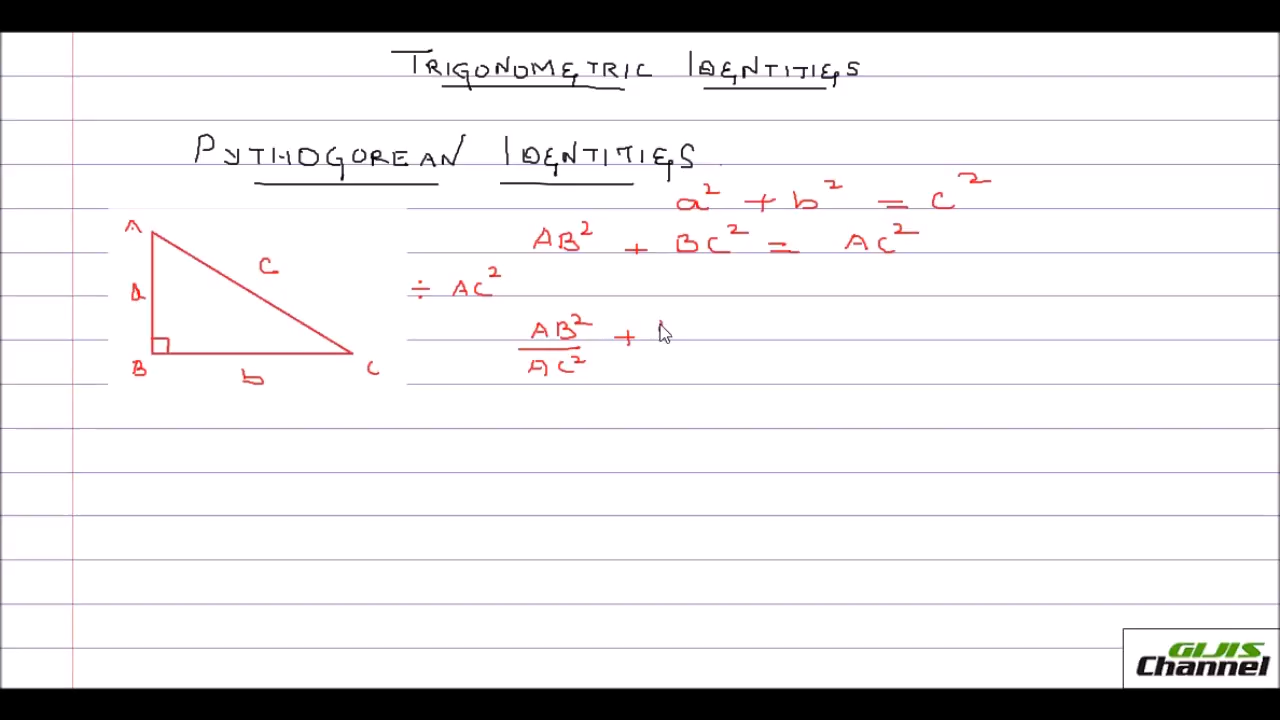 TRIGONOMETRIC IDENTITIES
PYTHOGOREAN IDENTITIES
a² + b² = c²
AB² + BC² = AC²
÷ AC²
AB²/AC² +
A
a
c
B
b
C
GIJIS
Channel